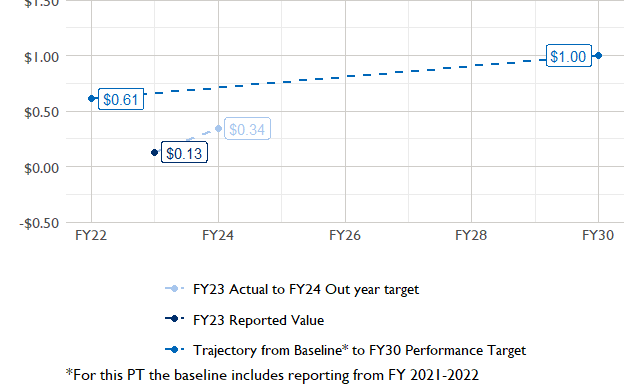 $1.50
$1.00
$1.00
$0.61
$0.50
$0.34
$0.13
$0.00
-$0.50
FY22 FY24 FY26 FY28 FY30
FY23 Actual to FY24 Out year target
FY23 Reported Value
Trajectory from Baseline* to FY30 Performance Target
*For this PT the baseline includes reporting from FY 2021-2022